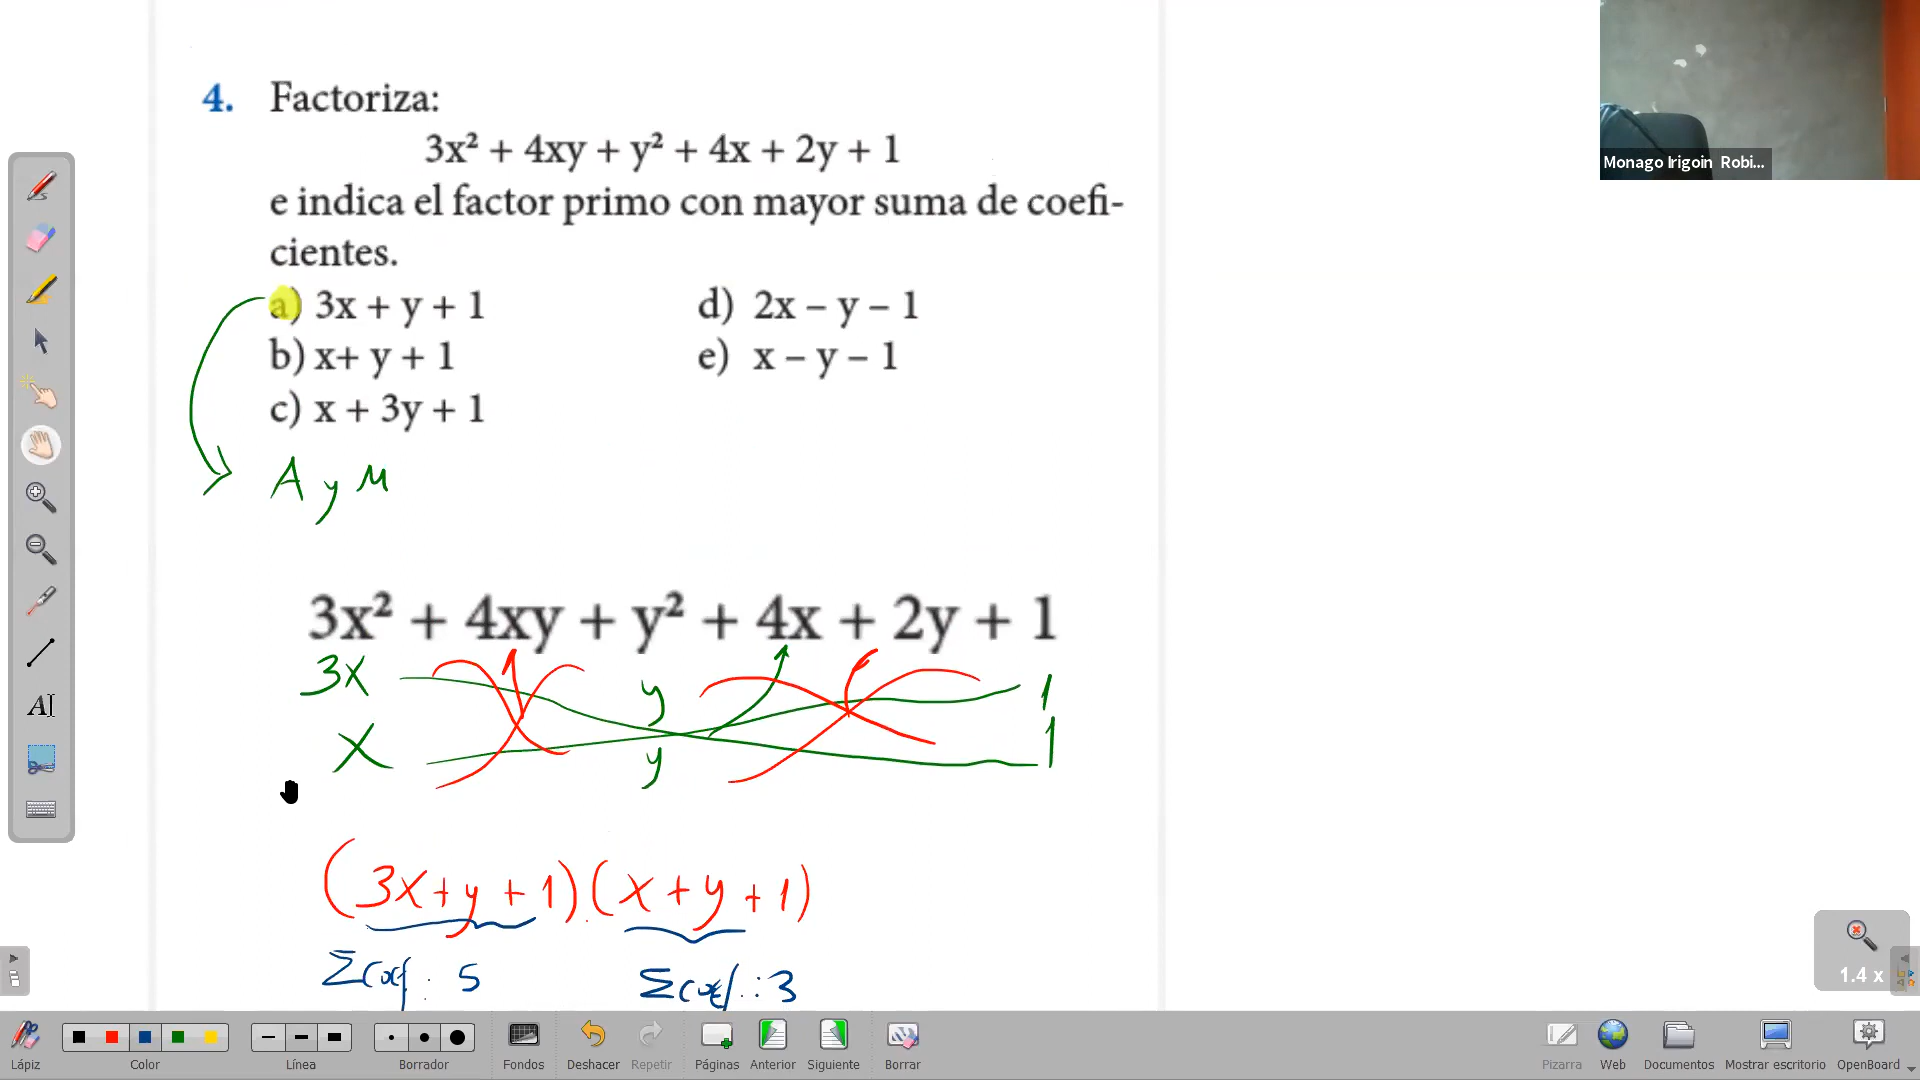 4. Factoriza:
3x² + 4xy + y² + 4x + 2y + 1
e indica el factor primo con mayor suma de coefi-
cientes.
a) 3x + y + 1
d) 2x – y – 1
b) x+ y + 1
e) x – y – 1
c) x + 3y + 1
A y M
3x² + 4xy + y² + 4x + 2y + 1
3x y 1
x y 1
(3x+y+1)(x+y+1)
Σcoef. 5 Σcoef.:3
Monago Irigoin Robi...
1.4 x
Lápiz Color Línea Borrador Fondos Deshacer Repetir Páginas Anterior Siguiente Borrar Pizarra Web Documentos Mostrar escritorio OpenBoard